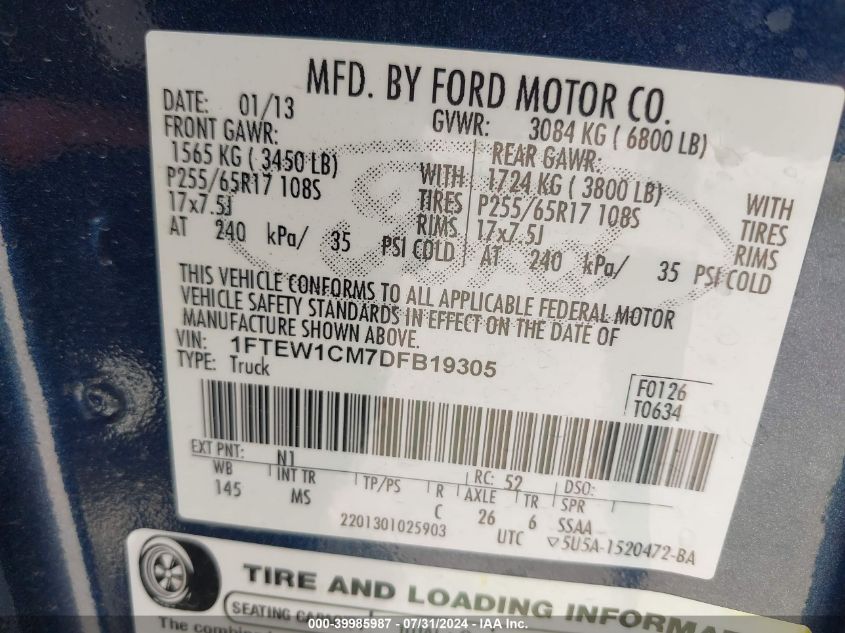 MFD. BY FORD MOTOR CO.
DATE: 01/13 GVWR: 3084 KG ( 6800 LB)
FRONT GAWR: REAR GAWR:
1565 KG ( 3450 LB) WITH 1724 KG ( 3800 LB) WITH
P255/65R17 108S TIRES P255/65R17 108S TIRES
17x7.5J RIMS 17x7.5J RIMS
AT 240 kPa/ 35 PSI COLD AT 240 kPa/ 35 PSI COLD
THIS VEHICLE CONFORMS TO ALL APPLICABLE FEDERAL MOTOR
VEHICLE SAFETY STANDARDS IN EFFECT ON THE DATE OF
MANUFACTURE SHOWN ABOVE.
VIN: 1FTEW1CM7DFB19305
TYPE: Truck
F0126
T0634
EXT PNT: N1 RC: 52 DSO:
WB INT TR TP/PS R AXLE TR SPR
145 MS C 26 6 SSAA
2201301025903 UTC ▽5U5A-1520472-BA
TIRE AND LOADING INFORMA
SEATING
The
000-39985987 - 07/31/2024 - IAA Inc.